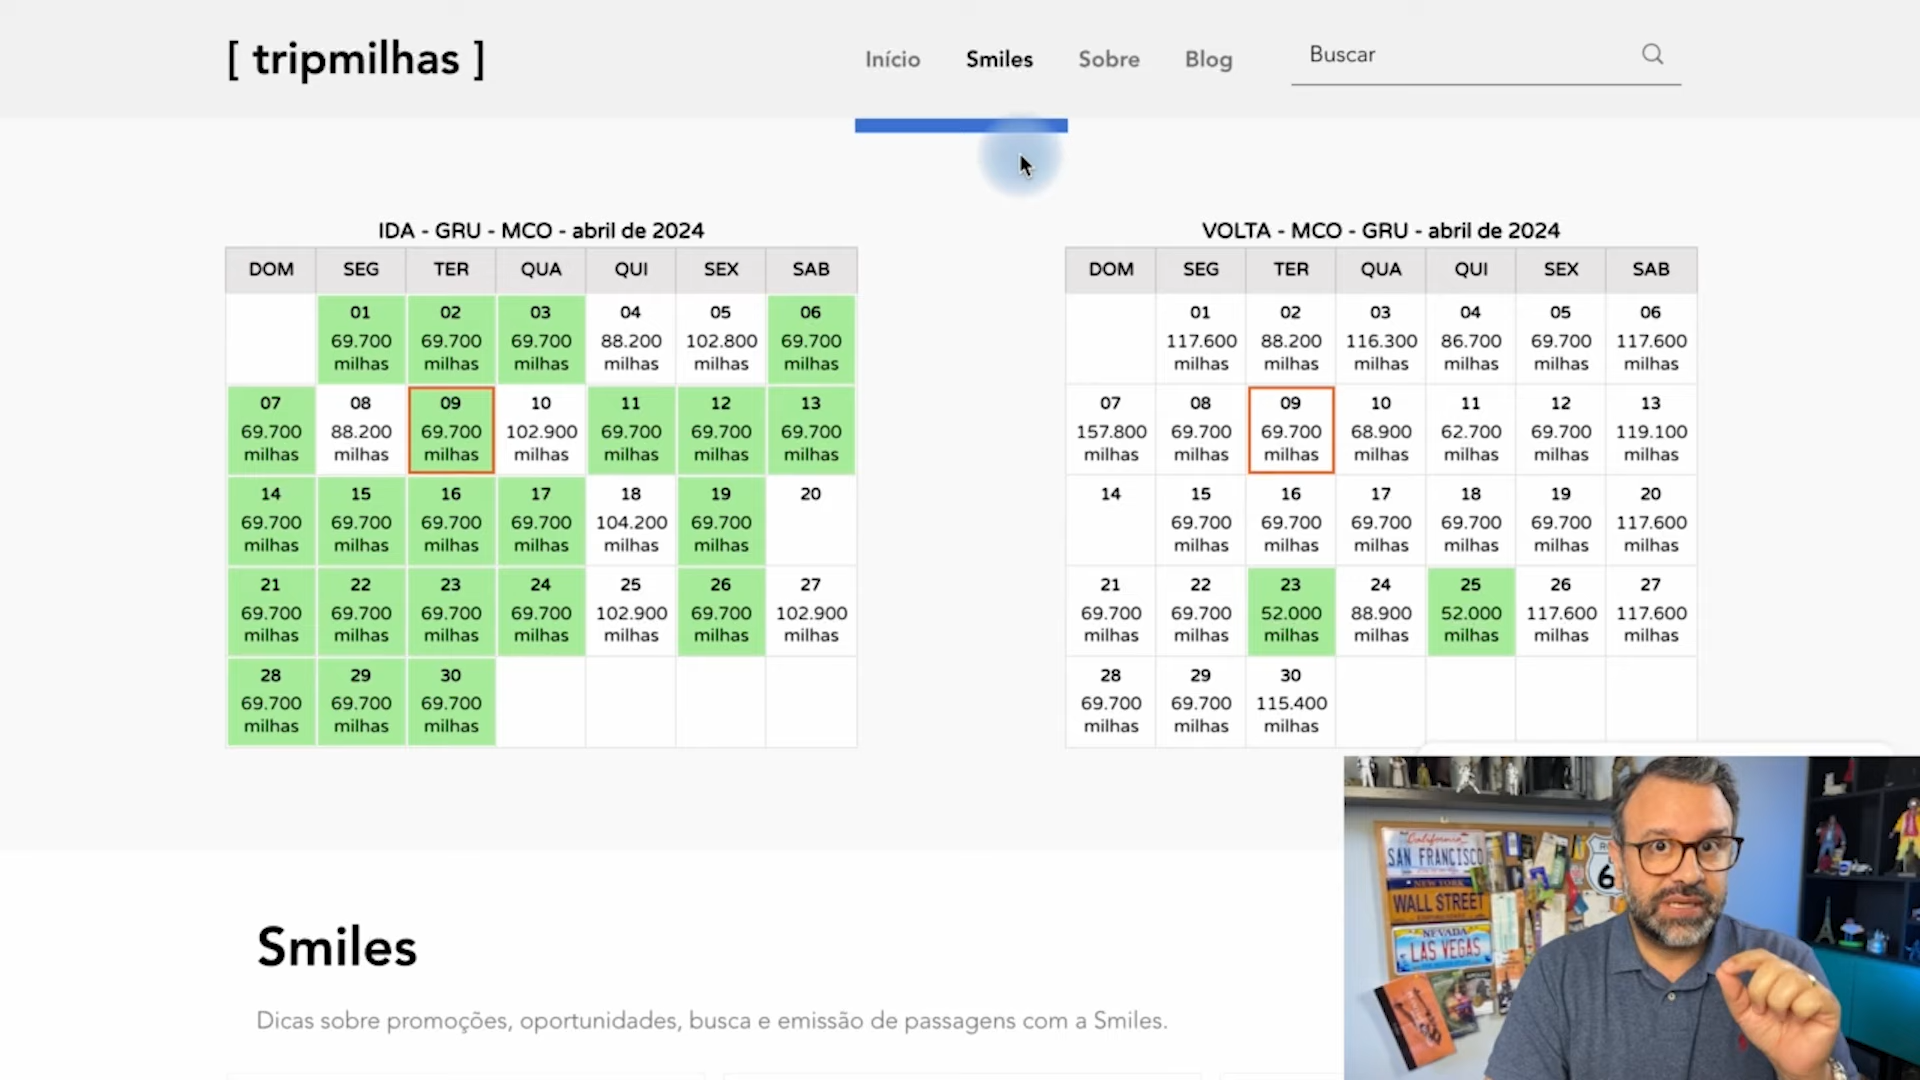 [ tripmilhas ]
Início Smiles Sobre Blog
Buscar
IDA - GRU - MCO - abril de 2024
DOM SEG TER QUA QUI SEX SAB
01 02 03 04 05 06
69.700 69.700 69.700 88.200 102.800 69.700
milhas milhas milhas milhas milhas milhas
07 08 09 10 11 12 13
69.700 88.200 69.700 102.900 69.700 69.700 69.700
milhas milhas milhas milhas milhas milhas milhas
14 15 16 17 18 19 20
69.700 69.700 69.700 69.700 104.200 69.700
milhas milhas milhas milhas milhas milhas
21 22 23 24 25 26 27
69.700 69.700 69.700 69.700 102.900 69.700 102.900
milhas milhas milhas milhas milhas milhas milhas
28 29 30
69.700 69.700 69.700
milhas milhas milhas
VOLTA - MCO - GRU - abril de 2024
DOM SEG TER QUA QUI SEX SAB
01 02 03 04 05 06
117.600 88.200 116.300 86.700 69.700 117.600
milhas milhas milhas milhas milhas milhas
07 08 09 10 11 12 13
157.800 69.700 69.700 68.900 62.700 69.700 119.100
milhas milhas milhas milhas milhas milhas milhas
14 15 16 17 18 19 20
69.700 69.700 69.700 69.700 69.700 117.600
milhas milhas milhas milhas milhas milhas
21 22 23 24 25 26 27
69.700 69.700 52.000 88.900 52.000 117.600 117.600
milhas milhas milhas milhas milhas milhas milhas
28 29 30
69.700 69.700 115.400
milhas milhas milhas
Smiles
Dicas sobre promoções, oportunidades, busca e emissão de passagens com a Smiles.
California
SAN FRANCISCO
NEW YORK
WALL STREET
NEVADA
LAS VEGAS